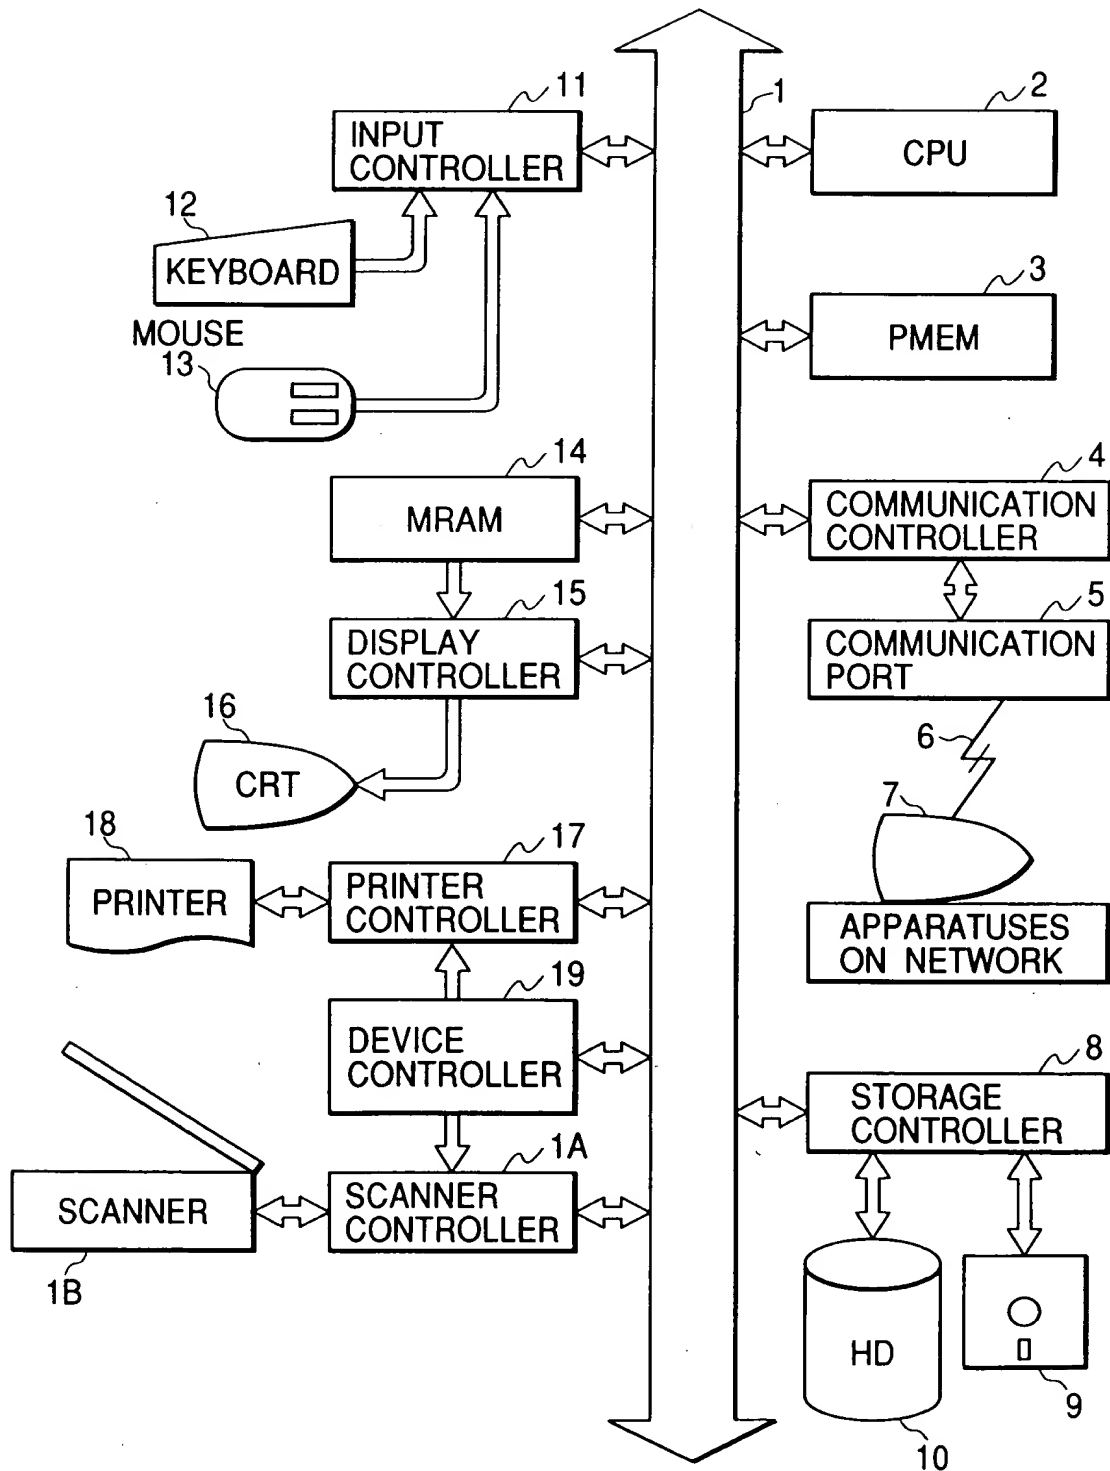 11
INPUT
CONTROLLER
1
2
CPU
12
KEYBOARD
MOUSE
13
3
PMEM
14
MRAM
4
COMMUNICATION
CONTROLLER
15
DISPLAY
CONTROLLER
5
COMMUNICATION
PORT
16
CRT
6
7
APPARATUSES
ON NETWORK
18
PRINTER
17
PRINTER
CONTROLLER
19
DEVICE
CONTROLLER
8
STORAGE
CONTROLLER
1A
SCANNER
CONTROLLER
SCANNER
1B
HD
10
9